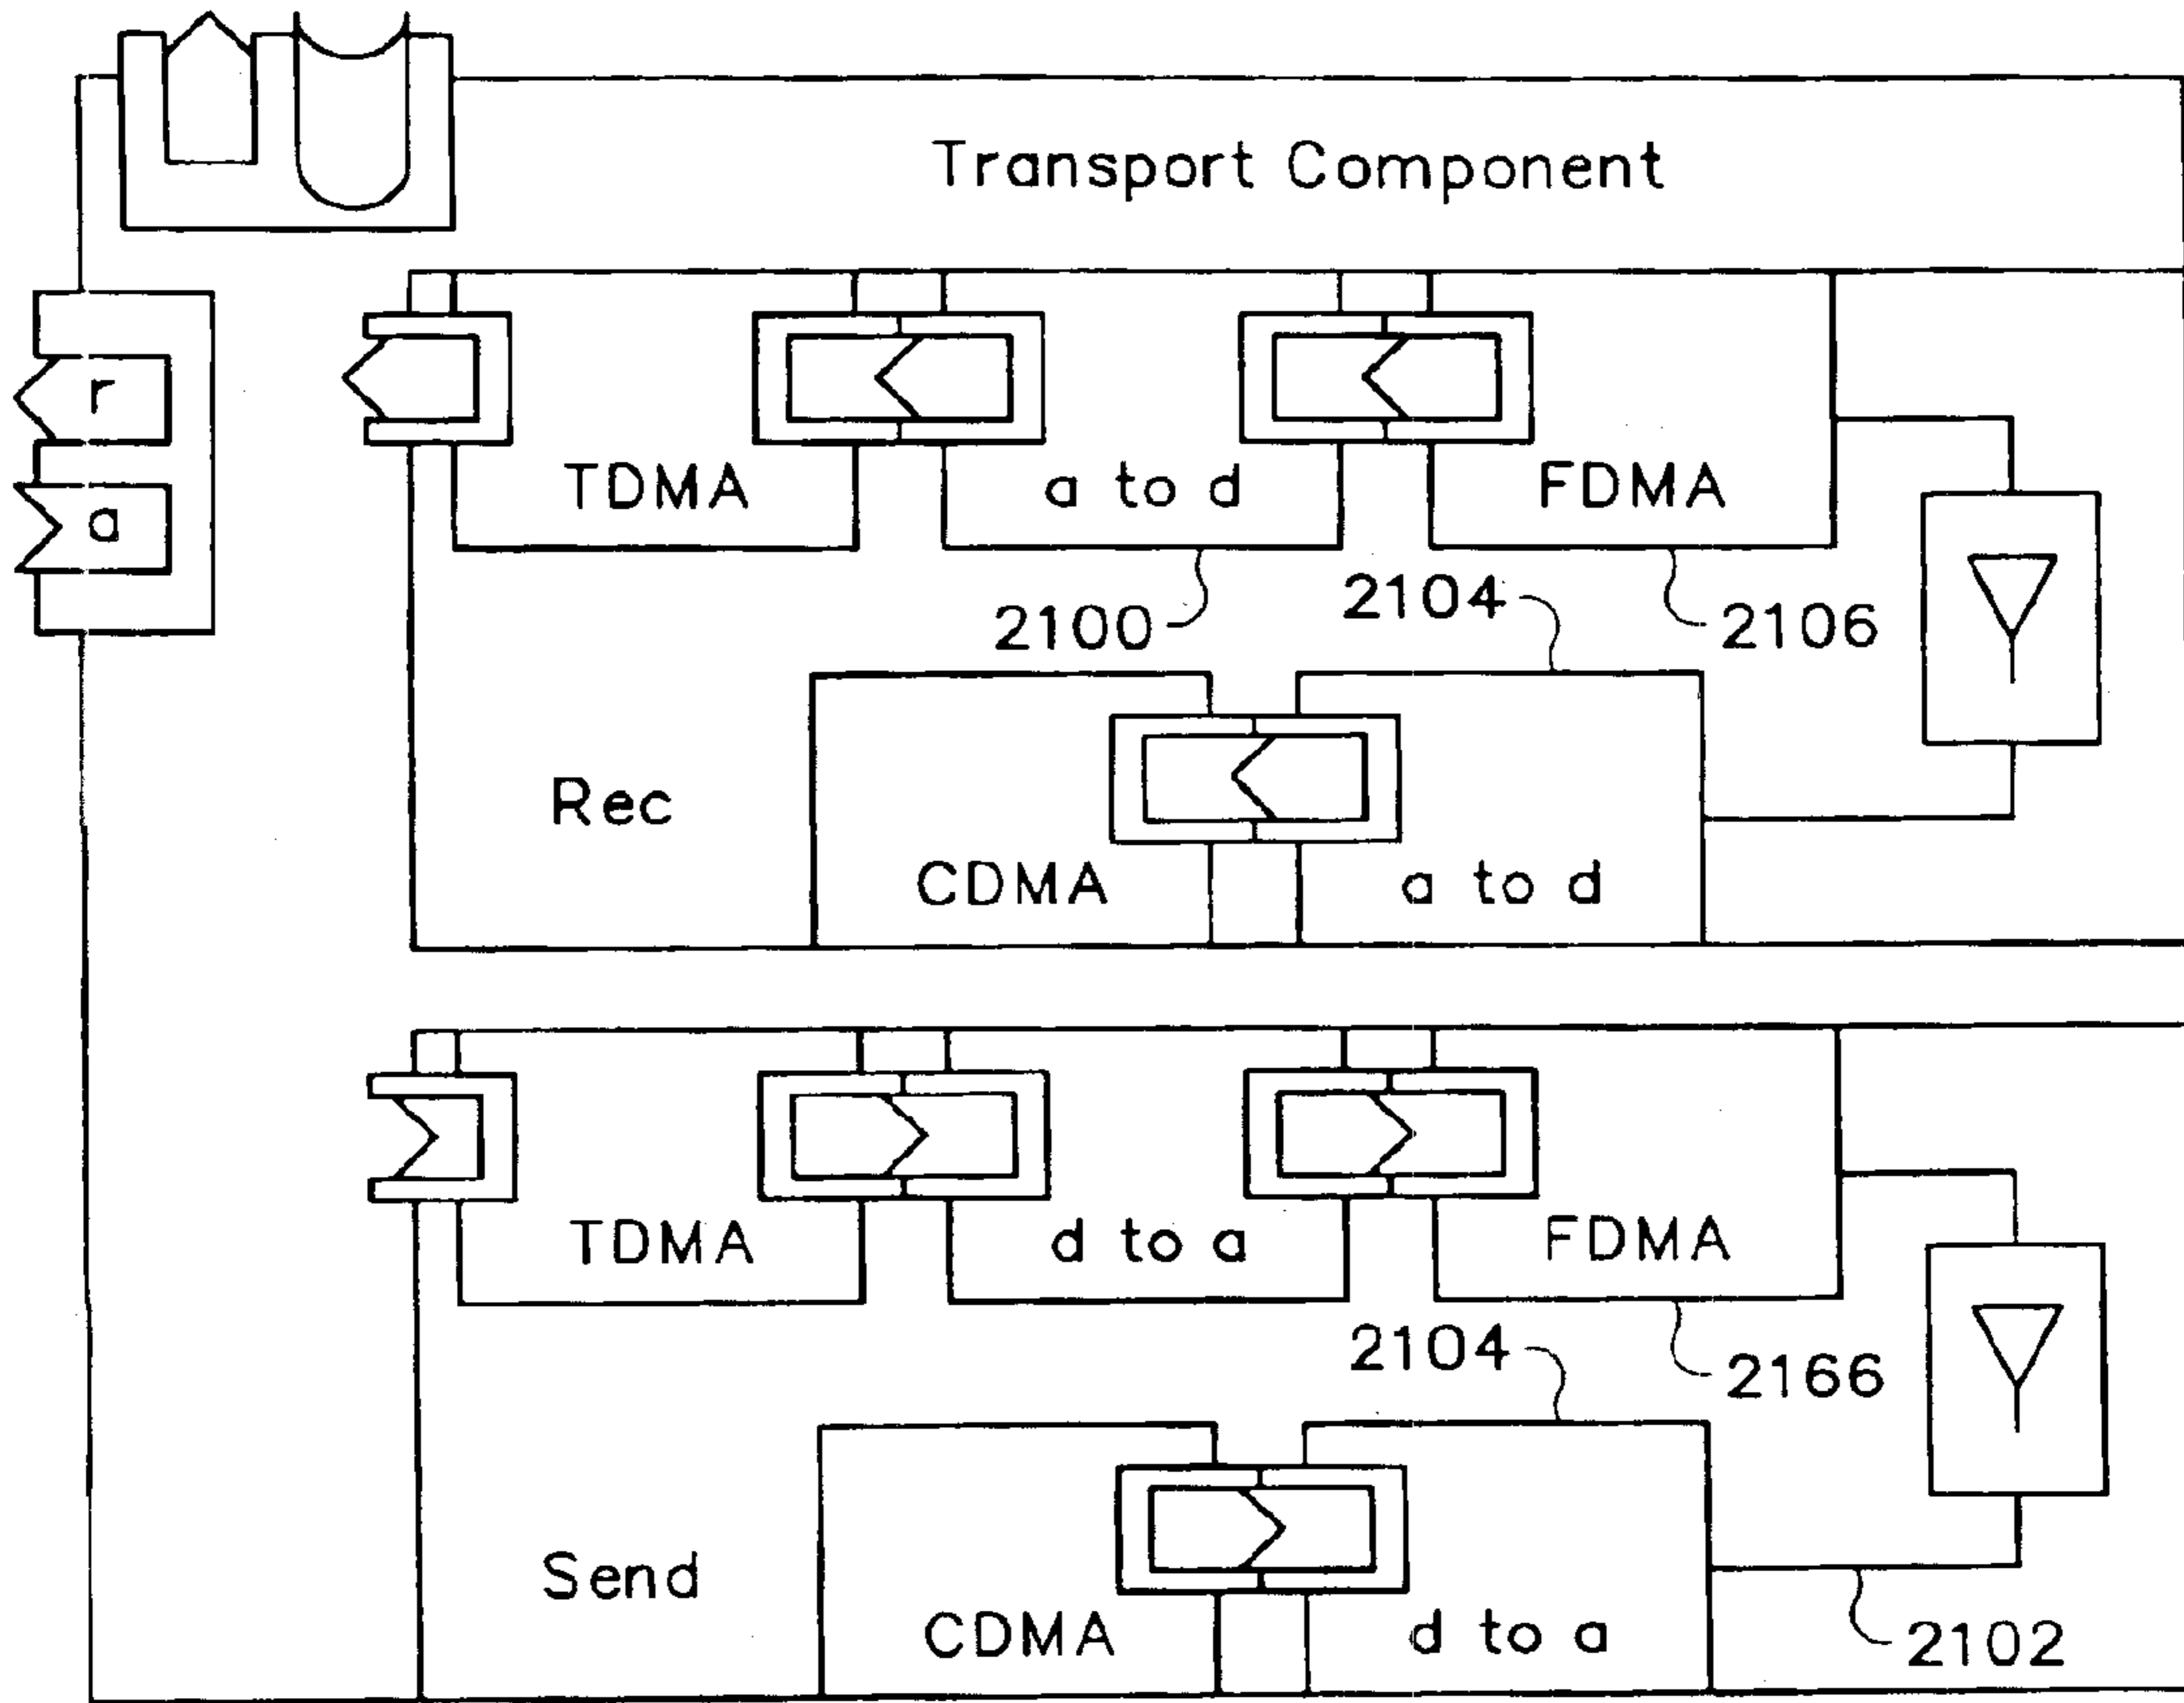 Transport Component
r
a
TDMA
a to d
FDMA
2100
2104
2106
Rec
CDMA
a to d
TDMA
d to a
FDMA
2104
2166
Send
CDMA
d to a
2102